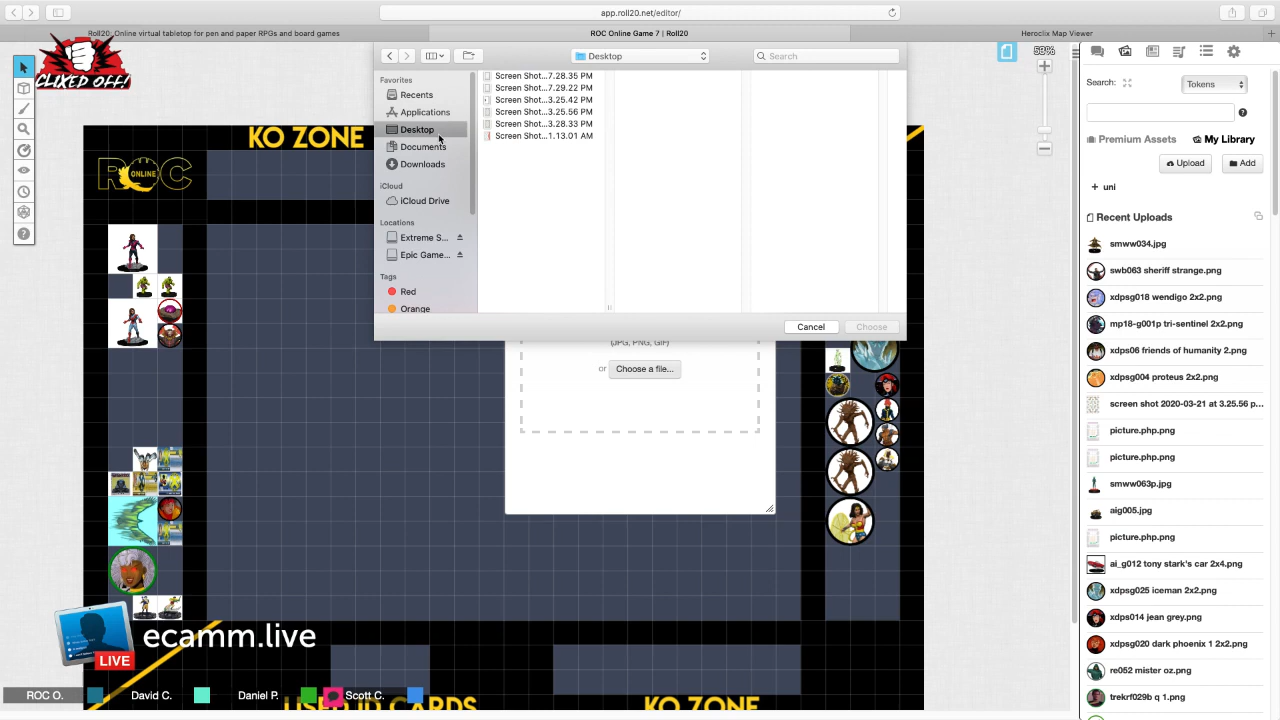 app.roll20.net/editor/
Roll20: Online virtual tabletop for pen and paper RPGs and board games
ROC Online Game 7 | Roll20
Heroclix Map Viewer
CLIXED OFF!
Desktop
Search
53%
Favorites
Recents
Applications
Desktop
Documents
Downloads
iCloud
iCloud Drive
Locations
Extreme S...
Epic Game...
Tags
Red
Orange
Screen Shot...7.28.35 PM
Screen Shot...7.29.22 PM
Screen Shot...3.25.42 PM
Screen Shot...3.25.56 PM
Screen Shot...3.28.33 PM
Screen Shot...1.13.01 AM
Cancel
Choose
(JPG, PNG, GIF)
or
Choose a file...
KO ZONE
ROC
ONLINE
Search:
Tokens
Premium Assets
My Library
Upload
Add
+ uni
Recent Uploads
smww034.jpg
swb063 sheriff strange.png
xdpsg018 wendigo 2x2.png
mp18-g001p tri-sentinel 2x2.png
xdps06 friends of humanity 2.png
xdpsg004 proteus 2x2.png
screen shot 2020-03-21 at 3.25.56 p...
picture.php.png
picture.php.png
smww063p.jpg
aig005.jpg
picture.php.png
ai_g012 tony stark's car 2x4.png
xdpsg025 iceman 2x2.png
xdps014 jean grey.png
xdpsg020 dark phoenix 1 2x2.png
re052 mister oz.png
trekrf029b q 1.png
LIVE
ecamm.live
ROC O.
David C.
Daniel P.
Scott C.
USED ID CARDS
KO ZONE